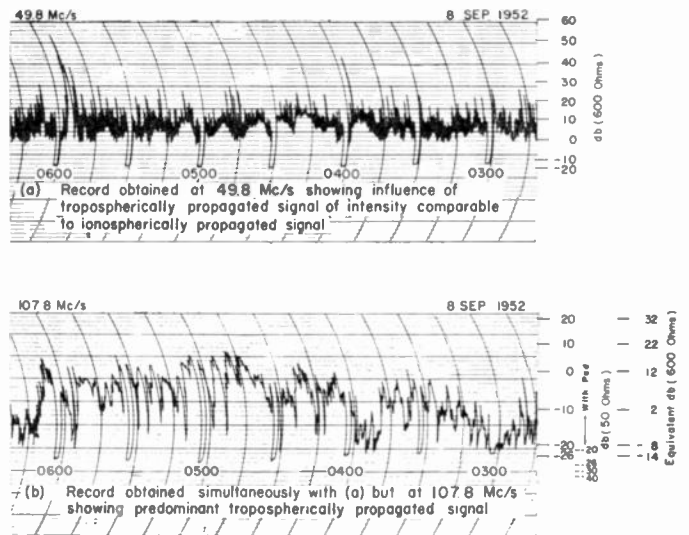 49.8 Mc/s 8 SEP 1952
60
50
40
30
20
10
0
-10
-20
db (600 Ohms)
0600 0500 0400 0300
(a) Record obtained at 49.8 Mc/s showing influence of
tropospherically propagated signal of intensity comparable
to ionospherically propagated signal
107.8 Mc/s 8 SEP 1952
20 32
10 22
0 12
-10 2
-20 -20 -8
-14
With Pad
db (50 Ohms)
Equivalent db (600 Ohms)
0600 0500 0400 0300
(b) Record obtained simultaneously with (a) but at 107.8 Mc/s
showing predominant tropospherically propagated signal